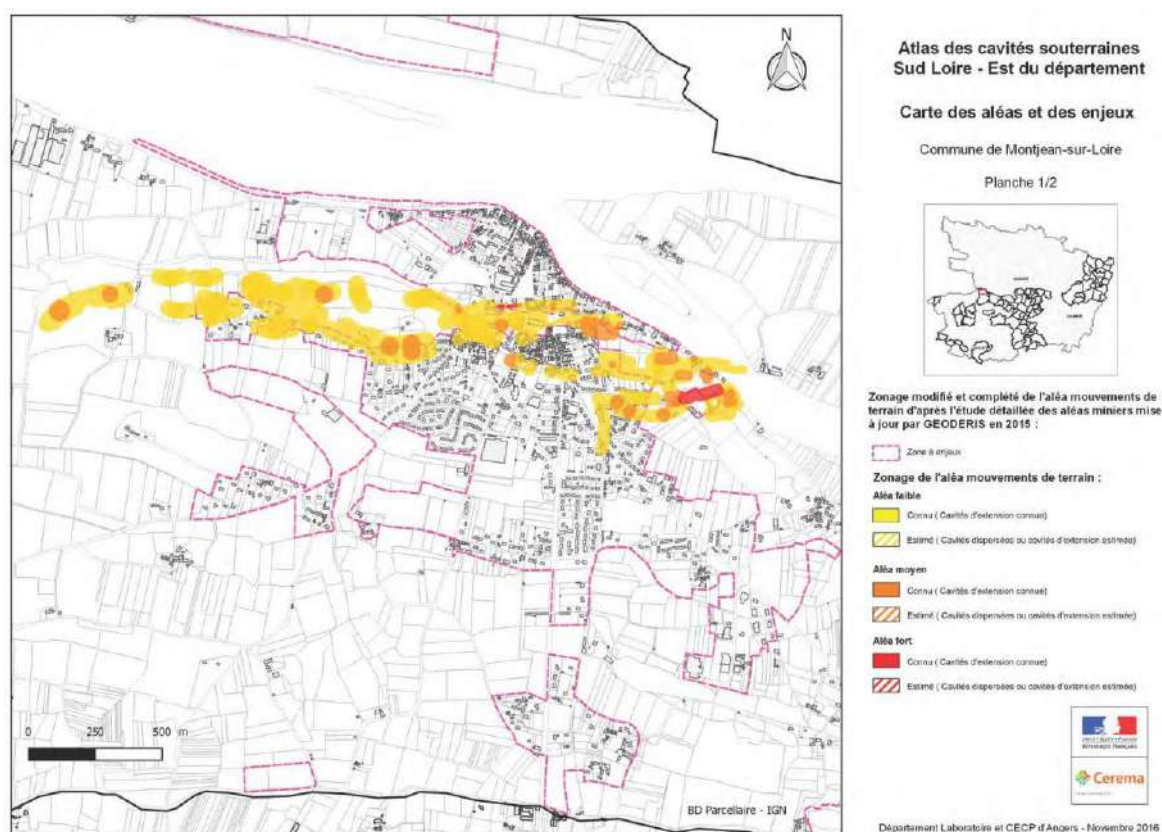 N
0 250 500 m
BD Parcellaire - IGN
Atlas des cavités souterraines
Sud Loire - Est du département
Carte des aléas et des enjeux
Commune de Montjean-sur-Loire
Planche 1/2
Zonage modifié et complété de l'aléa mouvements de
terrain d'après l'étude détaillée des aléas miniers mise
à jour par GEODERIS en 2015 :
Zone à enjeux
Zonage de l'aléa mouvements de terrain :
Aléa faible
Connu ( Cavités d'extension connue)
Estimé ( Cavités dispersées ou cavités d'extension estimée)
Aléa moyen
Connu ( Cavités d'extension connue)
Estimé ( Cavités dispersées ou cavités d'extension estimée)
Aléa fort
Connu ( Cavités d'extension connue)
Estimé ( Cavités dispersées ou cavités d'extension estimée)
RÉPUBLIQUE FRANÇAISE
Cerema
Département Laboratoire et CECP d'Angers - Novembre 2016